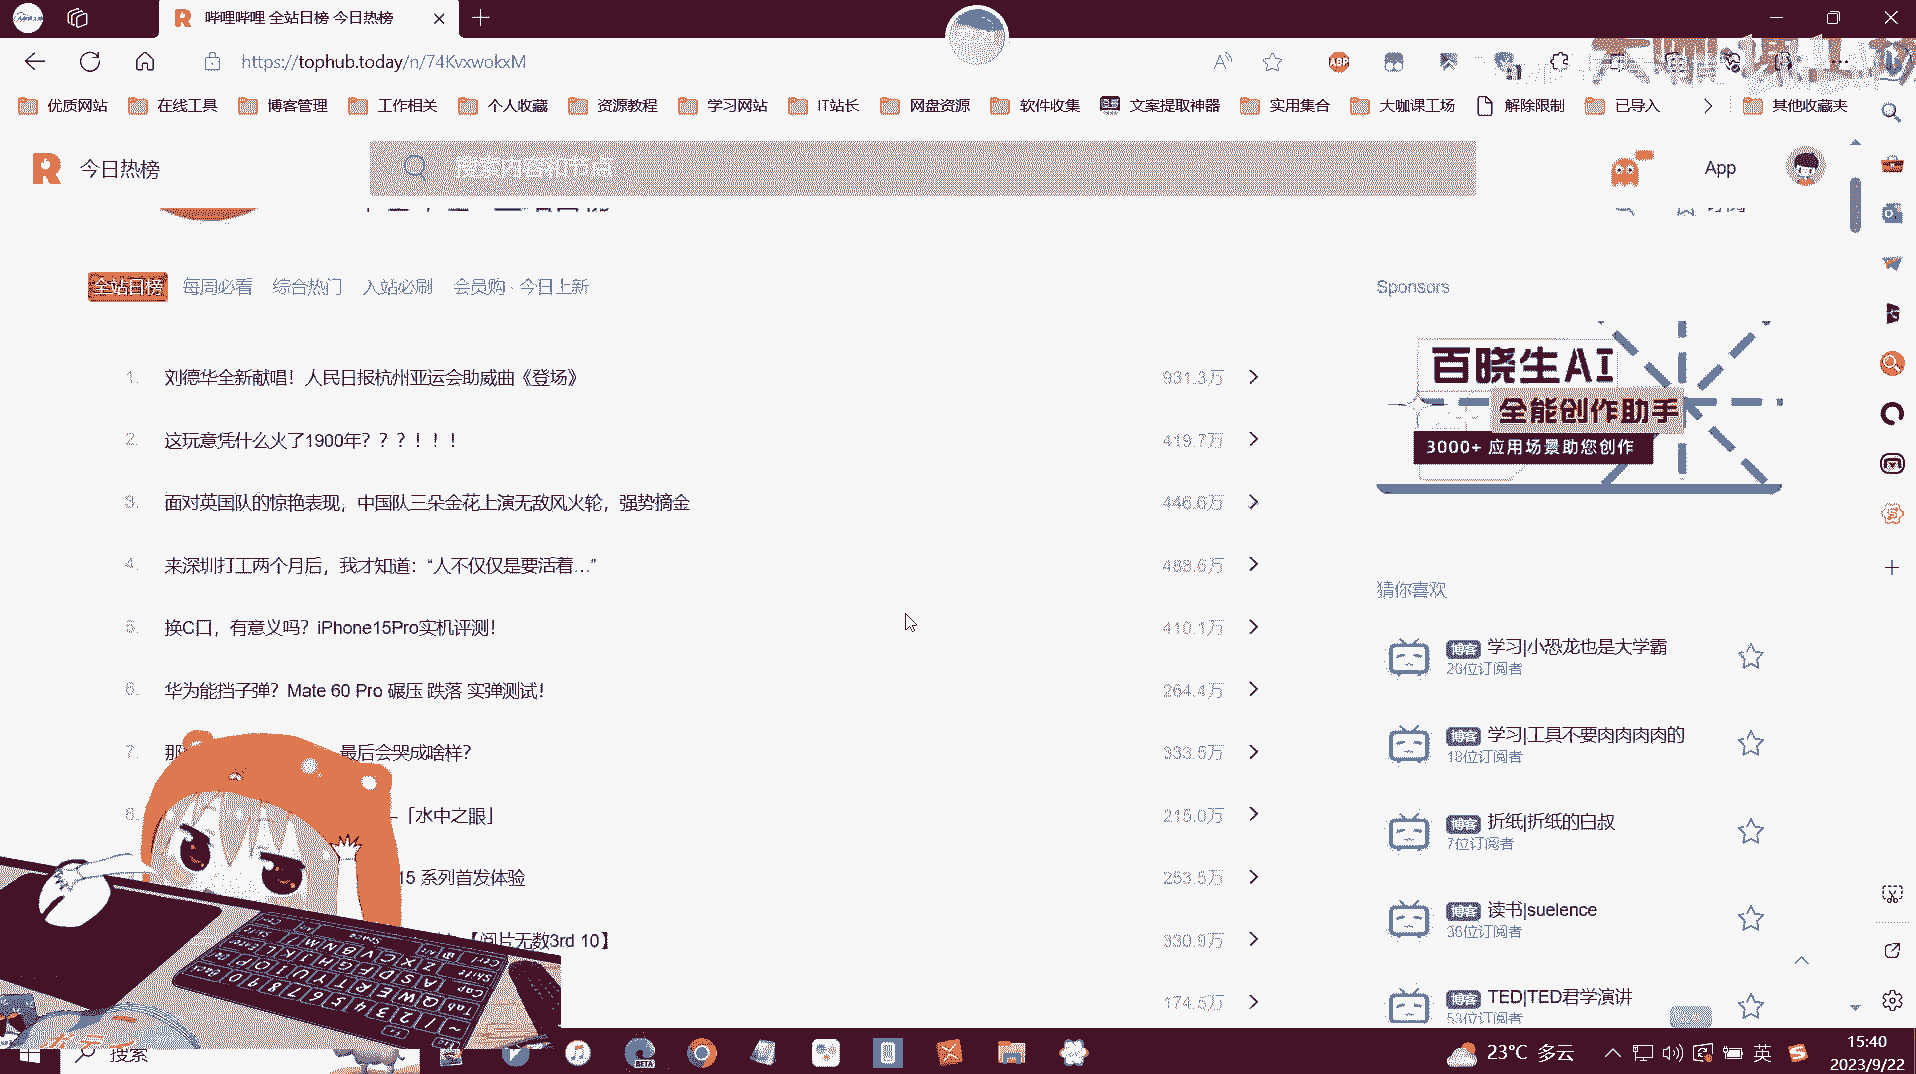 哔哩哔哩 全站日榜 今日热榜
https://tophub.today/n/74KvxwokxM
ABP
优质网站 在线工具 博客管理 工作相关 个人收藏 资源教程 学习网站 IT站长 网盘资源 软件收集 文案提取神器 实用集合 大咖课工场 解除限制 已导入 其他收藏夹
今日热榜
搜索内容和节点
App
全站日榜 每周必看 综合热门 入站必刷 会员购 · 今日上新
1. 刘德华全新献唱！人民日报杭州亚运会助威曲《登场》 931.3万
2. 这玩意凭什么火了1900年？？？！！！ 419.7万
3. 面对英国队的惊艳表现，中国队三朵金花上演无敌风火轮，强势摘金 446.6万
4. 来深圳打工两个月后，我才知道：“人不仅仅是要活着...” 488.6万
5. 换C口，有意义吗？iPhone15Pro实机评测！ 410.1万
6. 华为能挡子弹？Mate 60 Pro 碾压 跌落 实弹测试！ 264.4万
7. 那 最后会哭成啥样？ 333.5万
8. 「水中之眼」 215.0万
15 系列首发体验 253.5万
【阅片无数3rd 10】 330.9万
174.5万
Sponsors
百晓生AI
全能创作助手
3000+ 应用场景助您创作
猜你喜欢
博客 学习|小恐龙也是大学霸
26位订阅者
博客 学习|工具不要肉肉肉肉的
18位订阅者
博客 折纸|折纸的白叔
7位订阅者
博客 读书|suelence
36位订阅者
博客 TED|TED君学演讲
53位订阅者
搜索
BETA
23°C 多云
英
15:40
2023/9/22